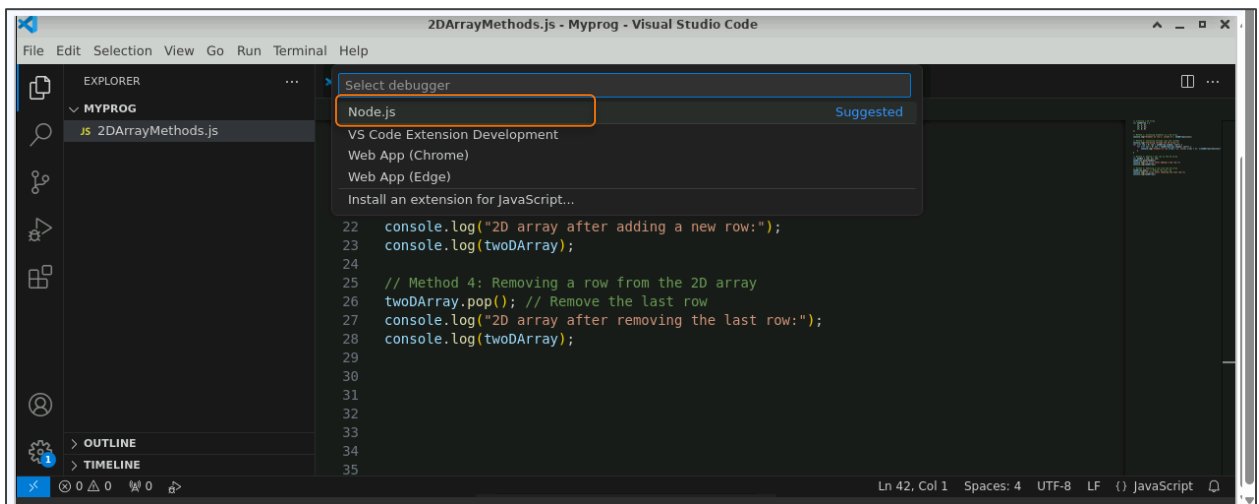 2DArrayMethods.js - Myprog - Visual Studio Code
File Edit Selection View Go Run Terminal Help
EXPLORER
MYPROG
JS 2DArrayMethods.js
Select debugger
Node.js Suggested
VS Code Extension Development
Web App (Chrome)
Web App (Edge)
Install an extension for JavaScript...
22 console.log("2D array after adding a new row:");
23 console.log(twoDArray);
24
25 // Method 4: Removing a row from the 2D array
26 twoDArray.pop(); // Remove the last row
27 console.log("2D array after removing the last row:");
28 console.log(twoDArray);
29
30
31
32
33
34
35
1
OUTLINE
TIMELINE
0 0 0 Ln 42, Col 1 Spaces: 4 UTF-8 LF {} JavaScript